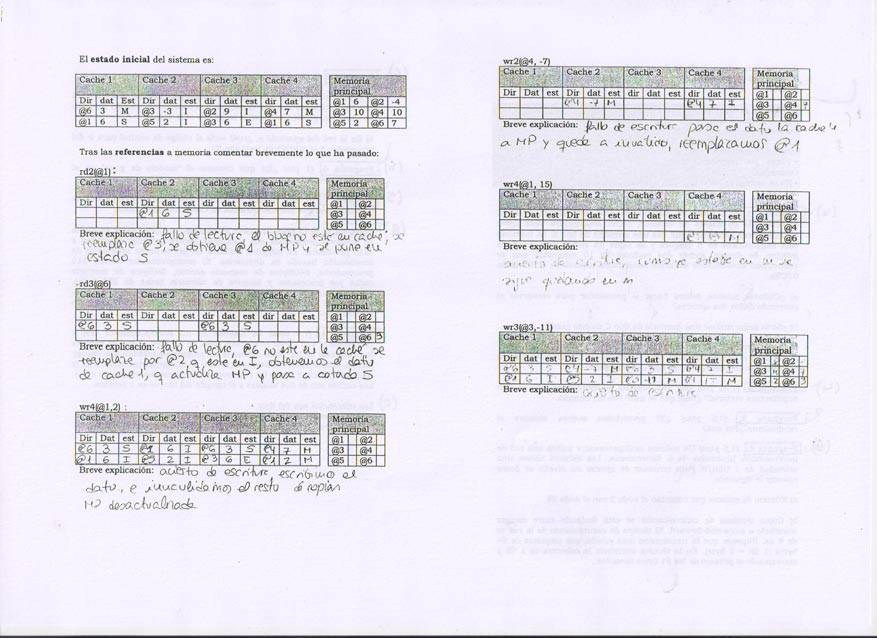 El estado inicial del sistema es:
Cache 1 Cache 2 Cache 3 Cache 4 Memoria principal
Dir dat Est Dir dat est Dir dat est Dir dat est @1 6 @2 -4
@6 3 M @3 -3 I @2 9 I @4 7 M @3 10 @4 10
@1 6 S @5 2 I @3 6 E @1 6 S @5 2 @6 7
Tras las referencias a memoria comentar brevemente lo que ha pasado:
rd2(@1) :
Cache 1 Cache 2 Cache 3 Cache 4 Memoria principal
Dir dat est Dir dat est dir dat est dir dat est @1 @2
@1 6 S @3 @4
@5 @6
Breve explicación: fallo de lectura, el bloque no esta en caché, se
reemplaza @3, se obtiene @1 de MP y se pone en
estado S
rd3(@6)
Cache 1 Cache 2 Cache 3 Cache 4 Memoria principal
Dir dat est Dir dat est dir dat est dir dat est @1 @2
@6 3 S @6 3 S @3 @4
@5 @6 3
Breve explicación: fallo de lectura, @6 no esta en la caché se
reemplaza por @2 q este en I, obtenemos el dato
de cache 1, q actualiza MP y pasa a estado S
wr4(@1,2) :
Cache 1 Cache 2 Cache 3 Cache 4 Memoria principal
Dir Dat est Dir dat est dir dat est dir dat est @1 @2
@6 3 S @1 6 I @6 3 S @4 7 M @3 @4
@1 6 I @5 2 I @3 6 E @1 2 M @5 @6
Breve explicación: acierto de escritura escribimos el
dato, e invalidamos el resto de copias
MP desactualizada
wr2(@4, -7)
Cache 1 Cache 2 Cache 3 Cache 4 Memoria principal
Dir dat est Dir dat est dir dat est dir dat est @1 @2
@4 -7 M @4 7 I @3 @4 7
@5 @6
Breve explicación: fallo de escritur pasa el dato la cache 4
a MP y queda a invalido, reemplazamos @1
wr4(@1, 15)
Cache 1 Cache 2 Cache 3 Cache 4 Memoria principal
Dir dat est Dir dat est dir dat est dir dat est @1 @2
@3 @4
M @5 @6
Breve explicación:
acierto de escritura, como ya estaba en m se
sigue quedando en m
wr3(@3,-11)
Cache 1 Cache 2 Cache 3 Cache 4 Memoria principal
Dir dat est Dir dat est dir dat est dir dat est @1 @2
@6 3 S @4 -7 M @6 3 S @4 7 I @3 @4
@1 6 I @5 2 I @3 -11 M @1 M @5 2 @6
Breve explicación: acierto de escritura